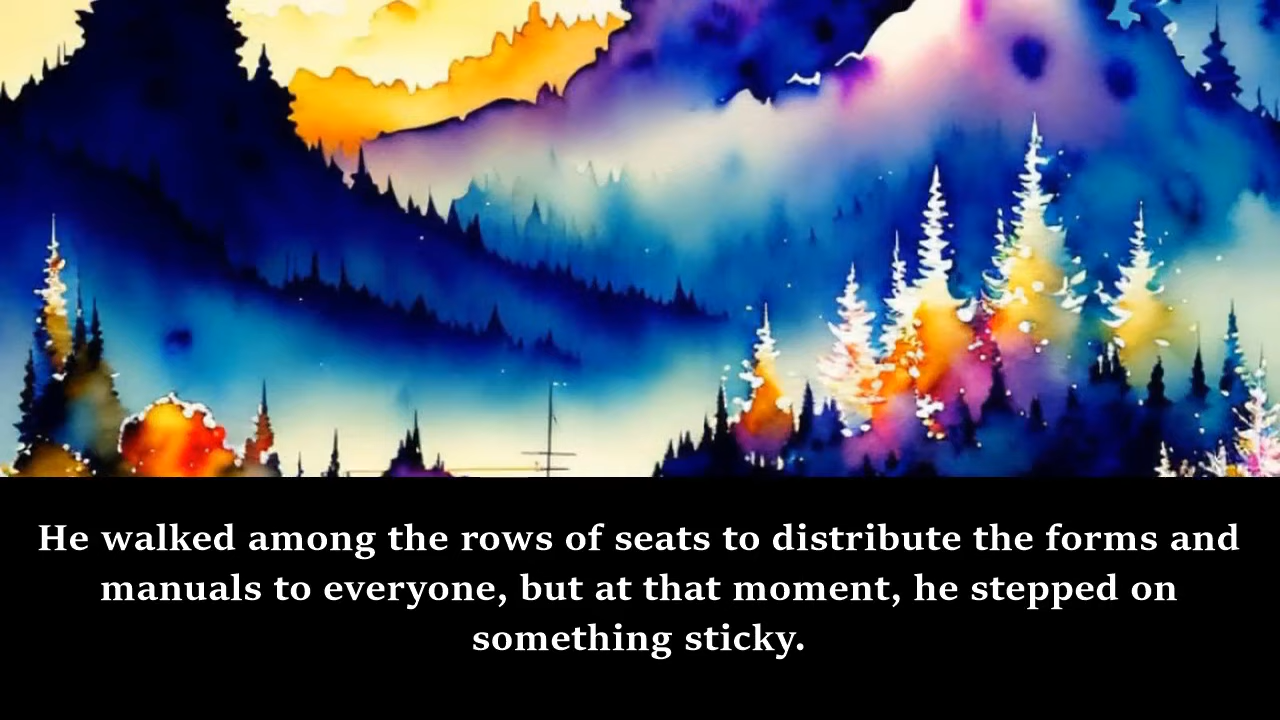 He walked among the rows of seats to distribute the forms and
manuals to everyone, but at that moment, he stepped on
something sticky.